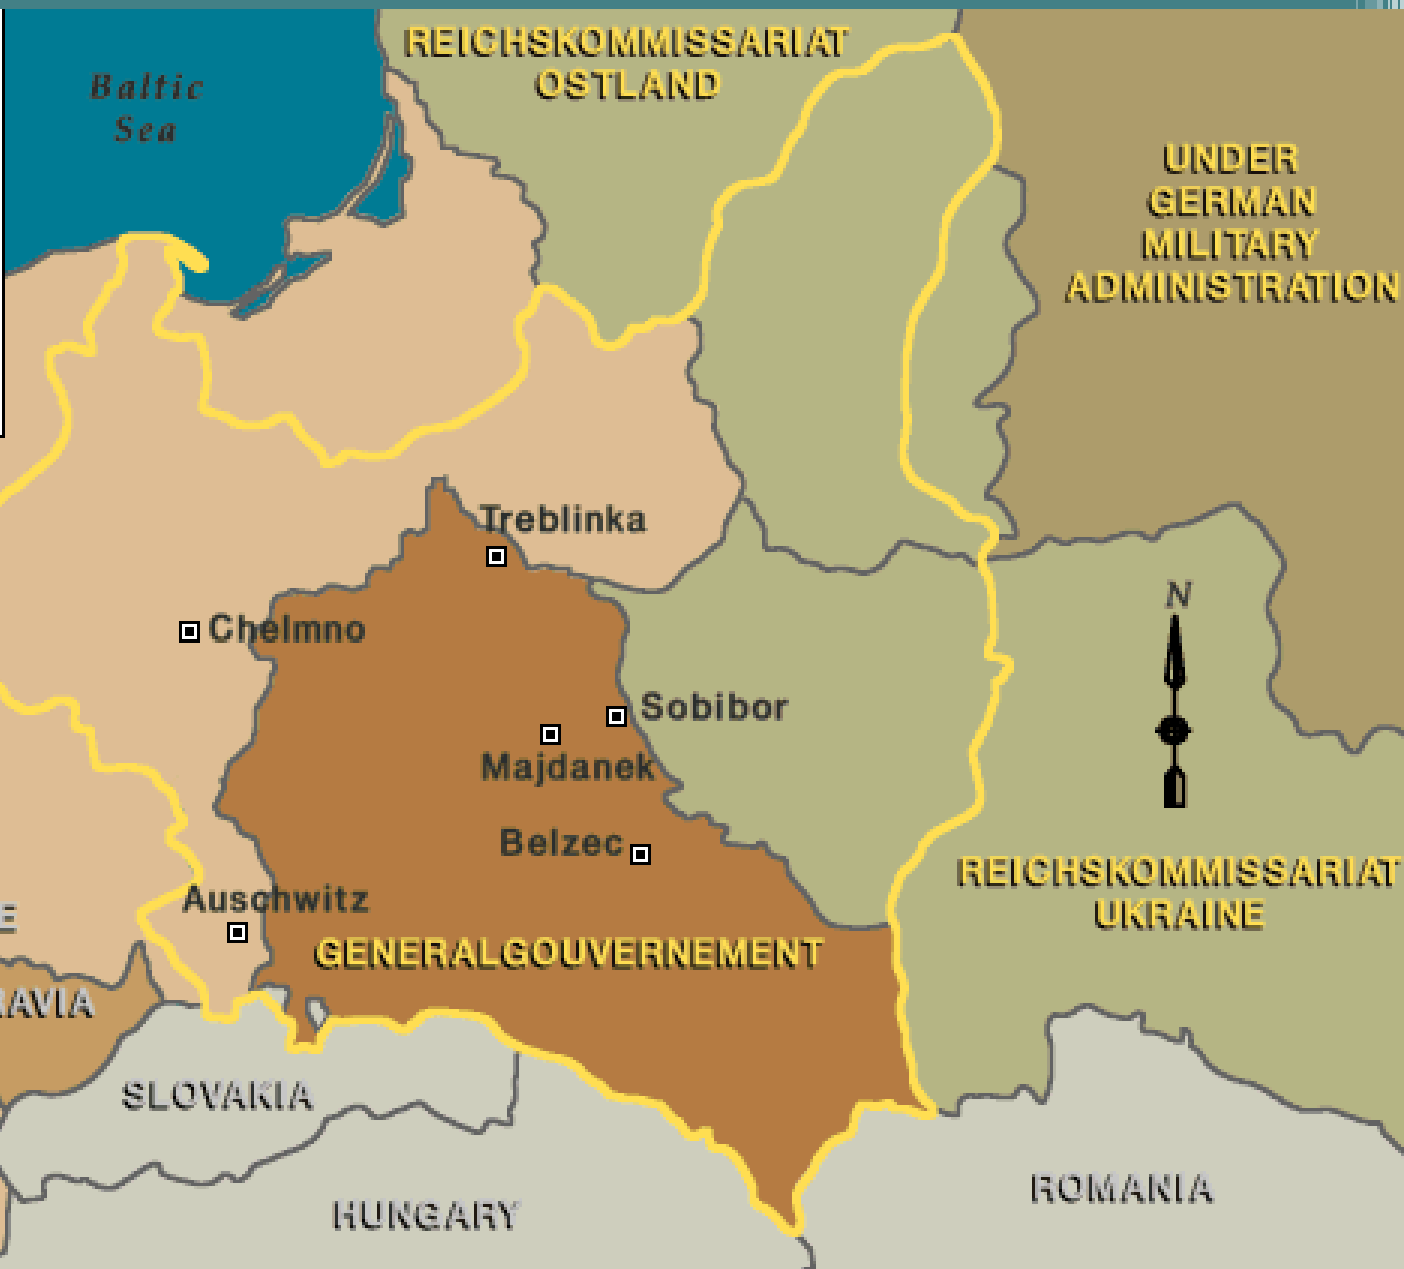 REICHSKOMMISSARIAT
OSTLAND
Baltic
Sea
UNDER
GERMAN
MILITARY
ADMINISTRATION
Treblinka
N
Chelmno
Sobibor
Majdanek
Belzec
REICHSKOMMISSARIAT
UKRAINE
Auschwitz
E
GENERALGOUVERNEMENT
RAVIA
SLOVAKIA
ROMANIA
HUNGARY